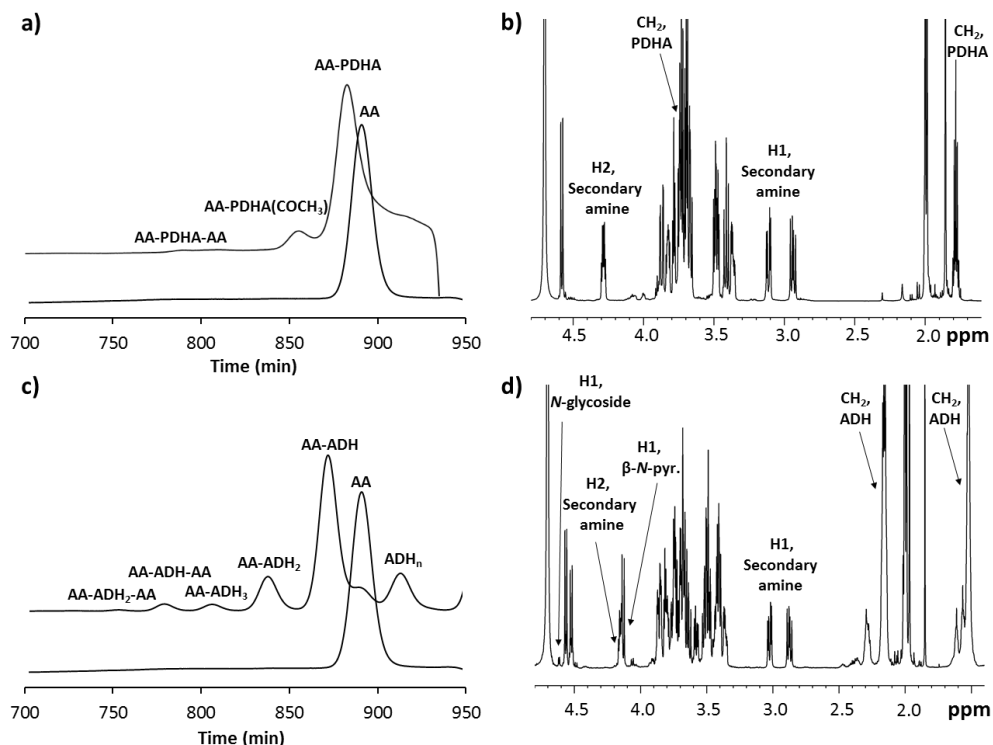 a)
AA-PDHA
AA
AA-PDHA(COCH₃)
AA-PDHA-AA
700 750 800 850 900 950
Time (min)
b)
CH₂,
PDHA
CH₂,
PDHA
H2,
Secondary
amine
H1,
Secondary
amine
4.5 4.0 3.5 3.0 2.5 2.0 ppm
c)
AA-ADH
AA
AA-ADH₂
ADHₙ
AA-ADH-AA
AA-ADH₂-AA
AA-ADH₃
700 750 800 850 900 950
Time (min)
d)
H1,
N-glycoside
H1,
β-N-pyr.
H2,
Secondary
amine
CH₂,
ADH
CH₂,
ADH
H1,
Secondary
amine
4.5 4.0 3.5 3.0 2.5 2.0 ppm